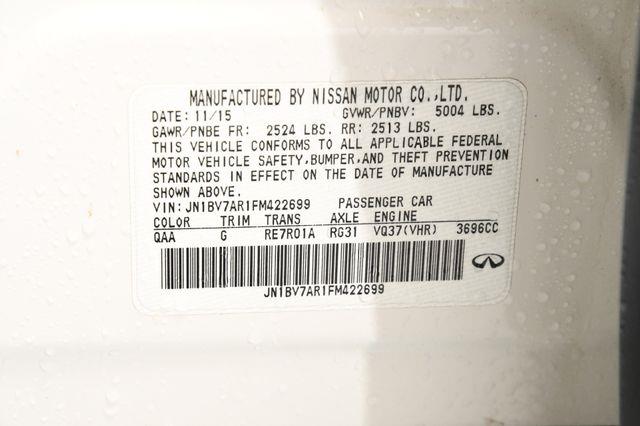 MANUFACTURED BY NISSAN MOTOR CO.,LTD.
DATE: 11/15 GVWR/PNBV: 5004 LBS.
GAWR/PNBE FR: 2524 LBS. RR: 2513 LBS.
THIS VEHICLE CONFORMS TO ALL APPLICABLE FEDERAL
MOTOR VEHICLE SAFETY,BUMPER,AND THEFT PREVENTION
STANDARDS IN EFFECT ON THE DATE OF MANUFACTURE
SHOWN ABOVE.
VIN: JN1BV7AR1FM422699 PASSENGER CAR
COLOR TRIM TRANS AXLE ENGINE
QAA G RE7R01A RG31 VQ37(VHR) 3696CC
JN1BV7AR1FM422699